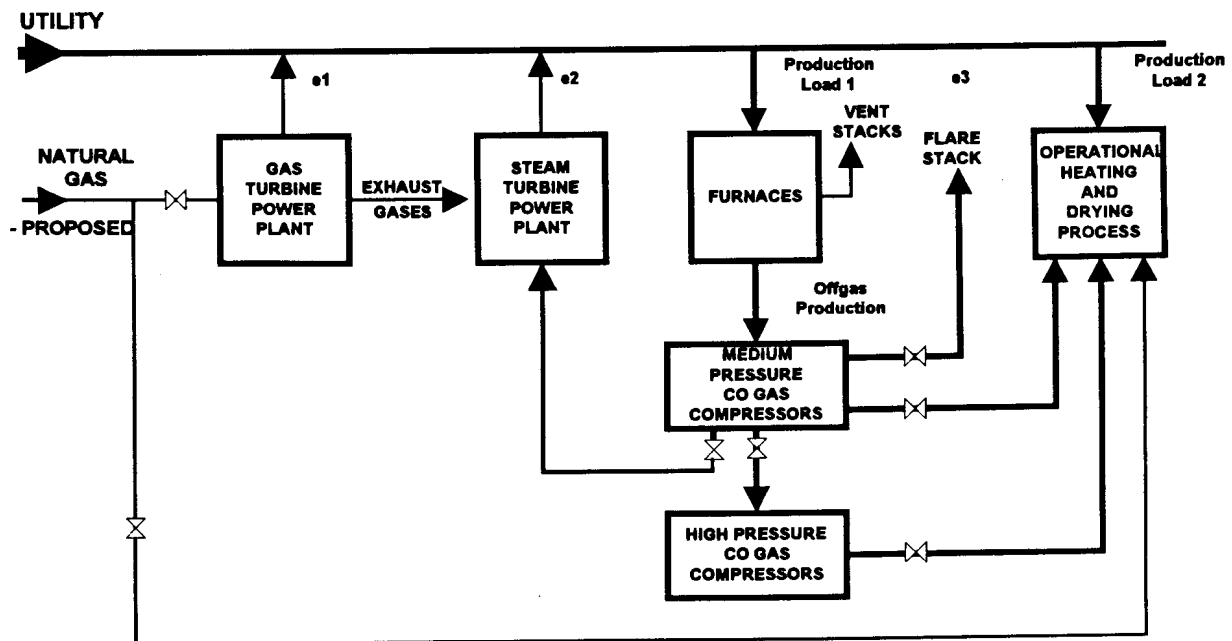 UTILITY
e1
e2
Production
Load 1
e3
Production
Load 2
VENT
STACKS
FLARE
STACK
NATURAL
GAS
- PROPOSED
GAS
TURBINE
POWER
PLANT
EXHAUST
GASES
STEAM
TURBINE
POWER
PLANT
FURNACES
OPERATIONAL
HEATING
AND
DRYING
PROCESS
Offgas
Production
MEDIUM
PRESSURE
CO GAS
COMPRESSORS
HIGH PRESSURE
CO GAS
COMPRESSORS